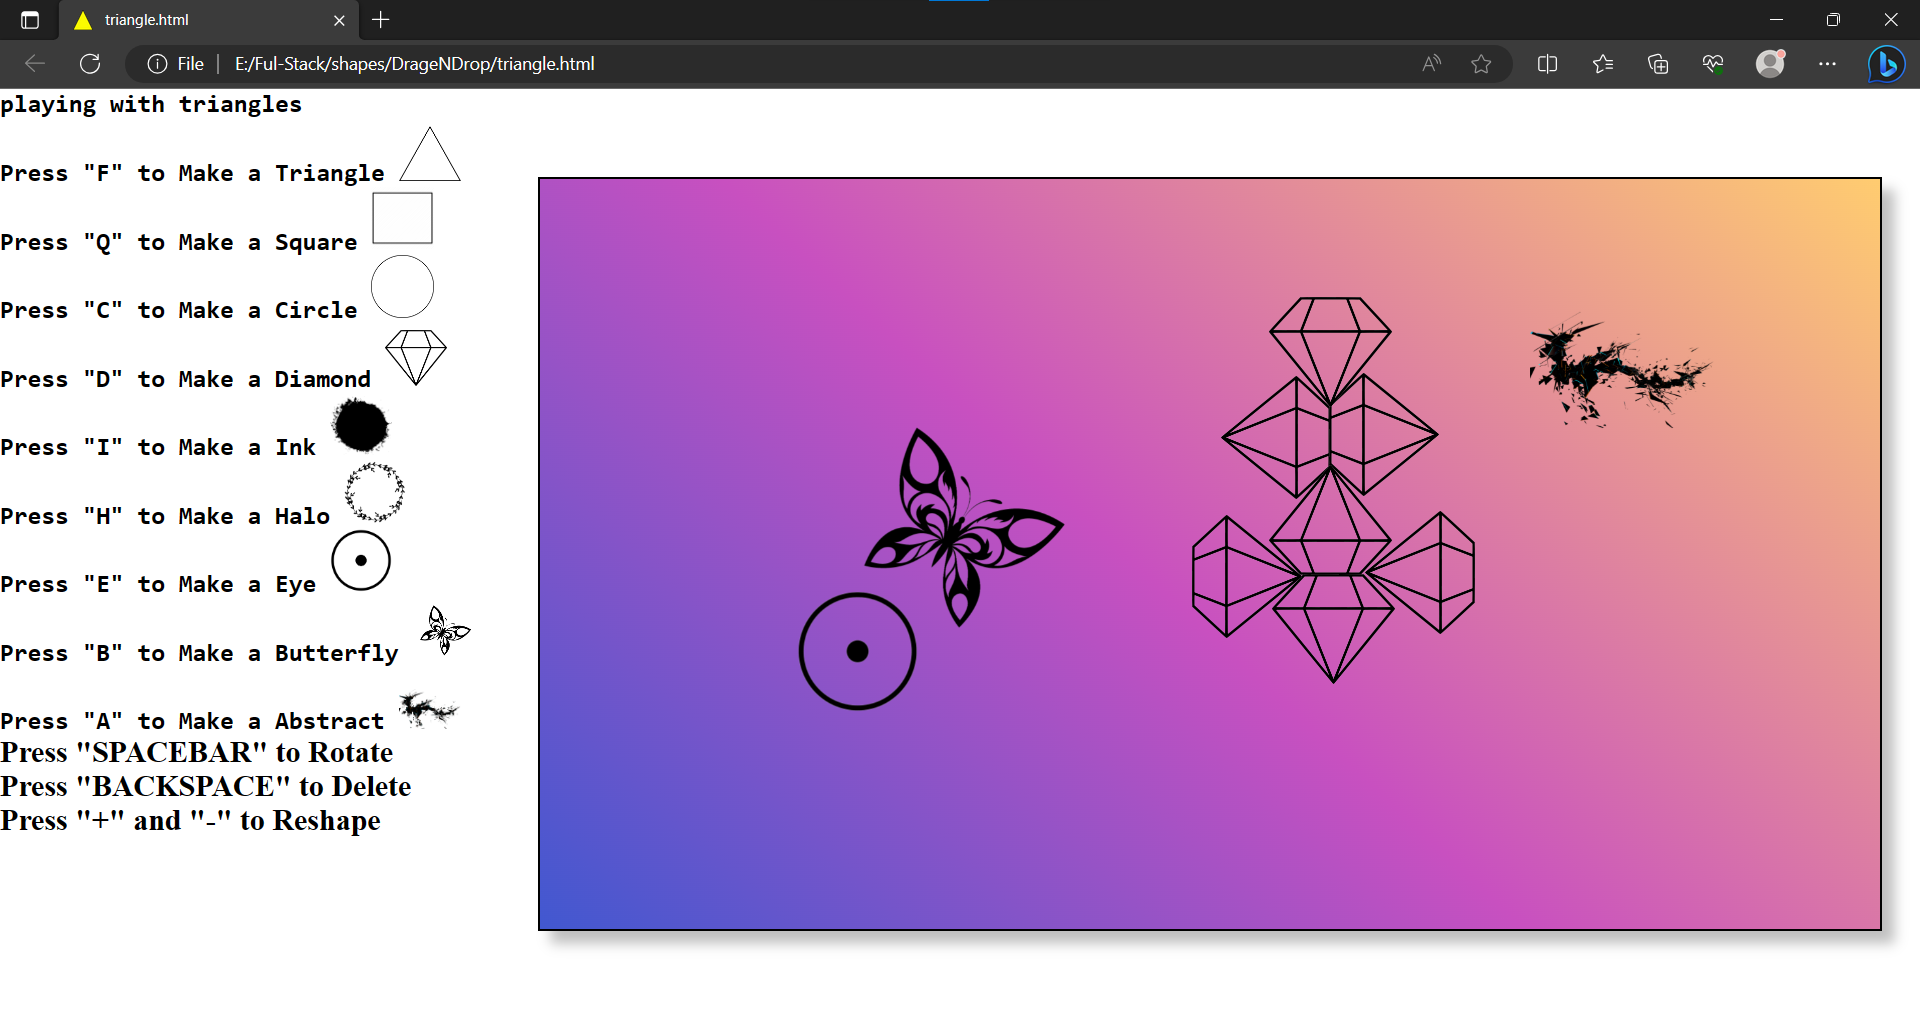 triangle.html
File
E:/Ful-Stack/shapes/DrageNDrop/triangle.html
playing with triangles
Press "F" to Make a Triangle
Press "Q" to Make a Square
Press "C" to Make a Circle
Press "D" to Make a Diamond
Press "I" to Make a Ink
Press "H" to Make a Halo
Press "E" to Make a Eye
Press "B" to Make a Butterfly
Press "A" to Make a Abstract
Press "SPACEBAR" to Rotate
Press "BACKSPACE" to Delete
Press "+" and "-" to Reshape